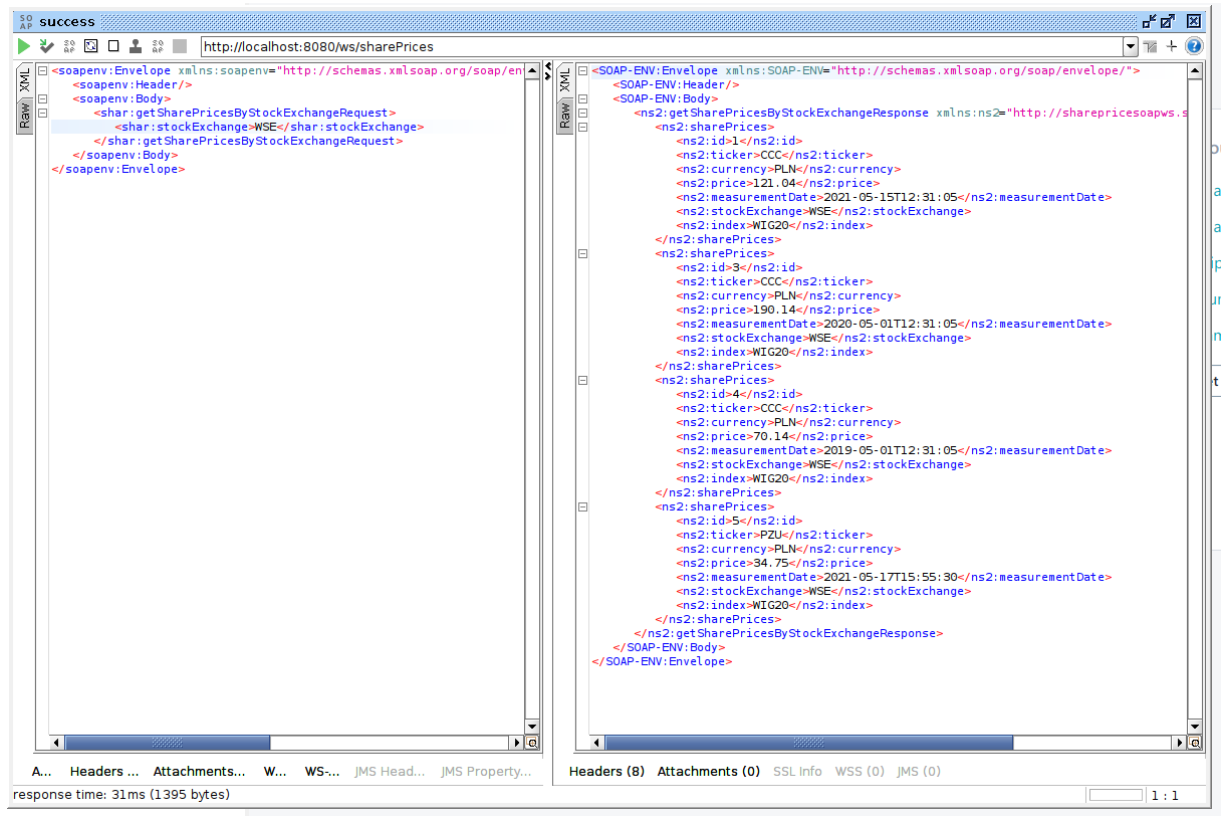 SO AP success
http://localhost:8080/ws/sharePrices
XML
Raw
<soapenv:Envelope xmlns:soapenv="http://schemas.xmlsoap.org/soap/en
<soapenv:Header/>
<soapenv:Body>
<shar:getSharePricesByStockExchangeRequest>
<shar:stockExchange>WSE</shar:stockExchange>
</shar:getSharePricesByStockExchangeRequest>
</soapenv:Body>
</soapenv:Envelope>
XML
Raw
<SOAP-ENV:Envelope xmlns:SOAP-ENV="http://schemas.xmlsoap.org/soap/envelope/">
<SOAP-ENV:Header/>
<SOAP-ENV:Body>
<ns2:getSharePricesByStockExchangeResponse xmlns:ns2="http://sharepricesoapws.s
<ns2:sharePrices>
<ns2:id>1</ns2:id>
<ns2:ticker>CCC</ns2:ticker>
<ns2:currency>PLN</ns2:currency>
<ns2:price>121.04</ns2:price>
<ns2:measurementDate>2021-05-15T12:31:05</ns2:measurementDate>
<ns2:stockExchange>WSE</ns2:stockExchange>
<ns2:index>WIG20</ns2:index>
</ns2:sharePrices>
<ns2:sharePrices>
<ns2:id>3</ns2:id>
<ns2:ticker>CCC</ns2:ticker>
<ns2:currency>PLN</ns2:currency>
<ns2:price>190.14</ns2:price>
<ns2:measurementDate>2020-05-01T12:31:05</ns2:measurementDate>
<ns2:stockExchange>WSE</ns2:stockExchange>
<ns2:index>WIG20</ns2:index>
</ns2:sharePrices>
<ns2:sharePrices>
<ns2:id>4</ns2:id>
<ns2:ticker>CCC</ns2:ticker>
<ns2:currency>PLN</ns2:currency>
<ns2:price>70.14</ns2:price>
<ns2:measurementDate>2019-05-01T12:31:05</ns2:measurementDate>
<ns2:stockExchange>WSE</ns2:stockExchange>
<ns2:index>WIG20</ns2:index>
</ns2:sharePrices>
<ns2:sharePrices>
<ns2:id>5</ns2:id>
<ns2:ticker>PZU</ns2:ticker>
<ns2:currency>PLN</ns2:currency>
<ns2:price>34.75</ns2:price>
<ns2:measurementDate>2021-05-17T15:55:30</ns2:measurementDate>
<ns2:stockExchange>WSE</ns2:stockExchange>
<ns2:index>WIG20</ns2:index>
</ns2:sharePrices>
</ns2:getSharePricesByStockExchangeResponse>
</SOAP-ENV:Body>
</SOAP-ENV:Envelope>
A... Headers ... Attachments... W... WS-... JMS Head... JMS Property...
Headers (8) Attachments (0) SSL Info WSS (0) JMS (0)
response time: 31ms (1395 bytes)
1 : 1